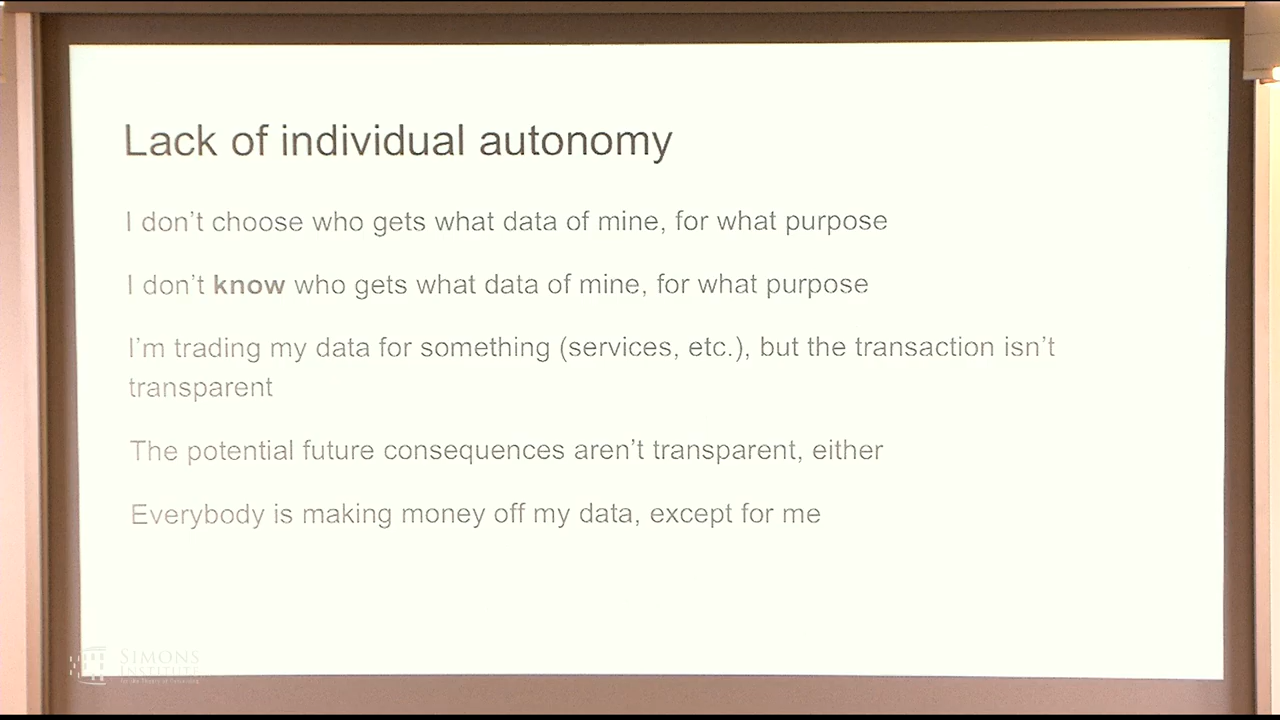 Lack of individual autonomy
I don't choose who gets what data of mine, for what purpose
I don't know who gets what data of mine, for what purpose
I'm trading my data for something (services, etc.), but the transaction isn't
transparent
The potential future consequences aren't transparent, either
Everybody is making money off my data, except for me
SIMONS
INSTITUTE